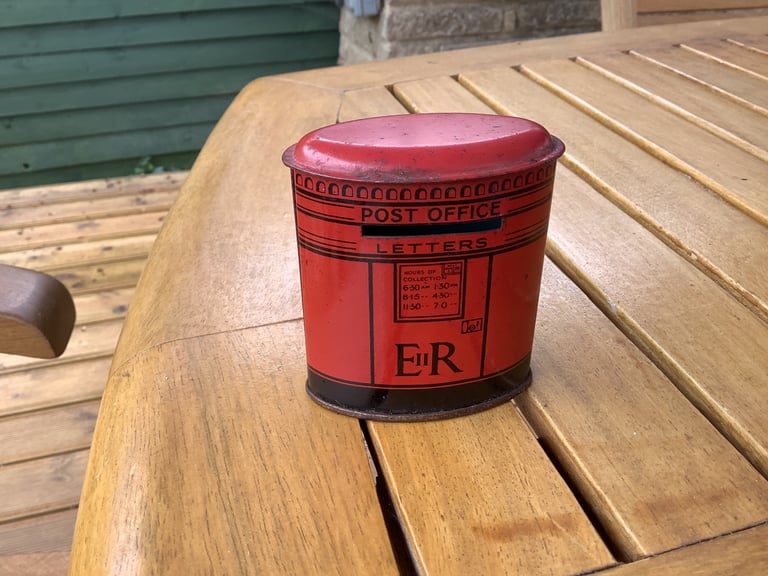 POST OFFICE
LETTERS
HOURS OF
COLLECTION
6·30 AM 1·30 PM
8·15 ·· 4·30 ··
11·30 ·· 7·0 ··
EIIR